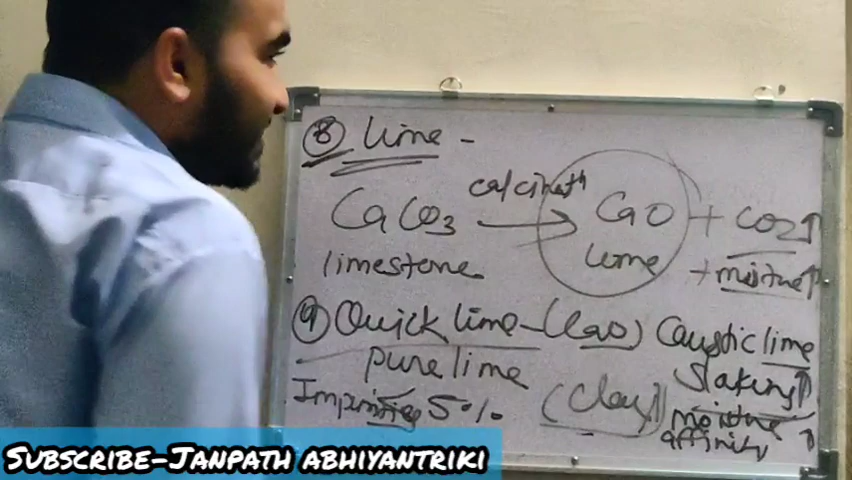 ⑧ lime -
calcinatn
CaCO3 → CaO + CO2↑
limestone lime + moisture↑
⑨ Quick lime - (CaO) Caustic lime
pure lime Slaking↑
Impurities 5% (Clay) moisture
affinity ↑
SUBSCRIBE-JANPATH ABHIYANTRIKI